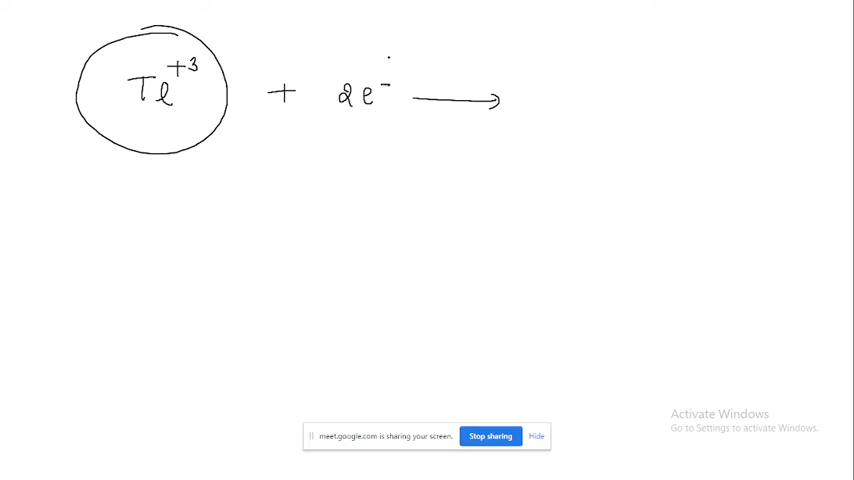 Tl⁺³ + 2e⁻ ⟶
Activate Windows
Go to Settings to activate Windows.
meet.google.com is sharing your screen. Stop sharing Hide